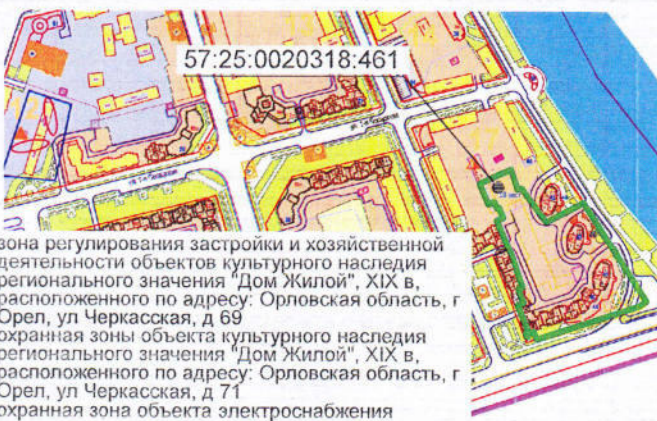 57:25:0020318:461
зона регулирования застройки и хозяйственной
деятельности объектов культурного наследия
регионального значения "Дом Жилой", XIX в,
расположенного по адресу: Орловская область, г
Орел, ул Черкасская, д 69
охранная зоны объекта культурного наследия
регионального значения "Дом Жилой", XIX в,
расположенного по адресу: Орловская область, г
Орел, ул Черкасская, д 71
охранная зона объекта электроснабжения